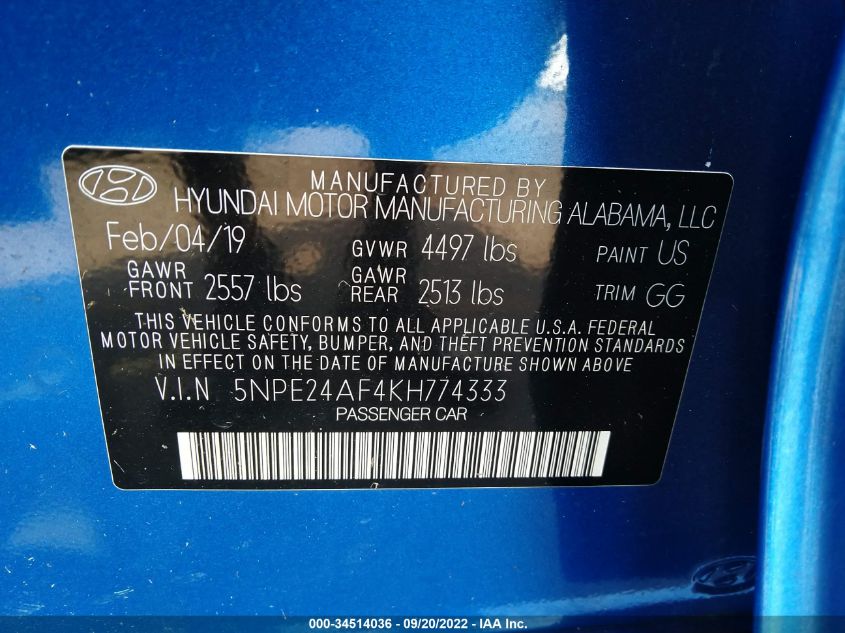 MANUFACTURED BY
HYUNDAI MOTOR MANUFACTURING ALABAMA, LLC
Feb/04/19 GVWR 4497 lbs PAINT US
GAWR FRONT 2557 lbs GAWR REAR 2513 lbs TRIM GG
THIS VEHICLE CONFORMS TO ALL APPLICABLE U.S.A. FEDERAL
MOTOR VEHICLE SAFETY, BUMPER, AND THEFT PREVENTION STANDARDS
IN EFFECT ON THE DATE OF MANUFACTURE SHOWN ABOVE
V.I.N 5NPE24AF4KH774333
PASSENGER CAR
000-34514036 - 09/20/2022 - IAA Inc.